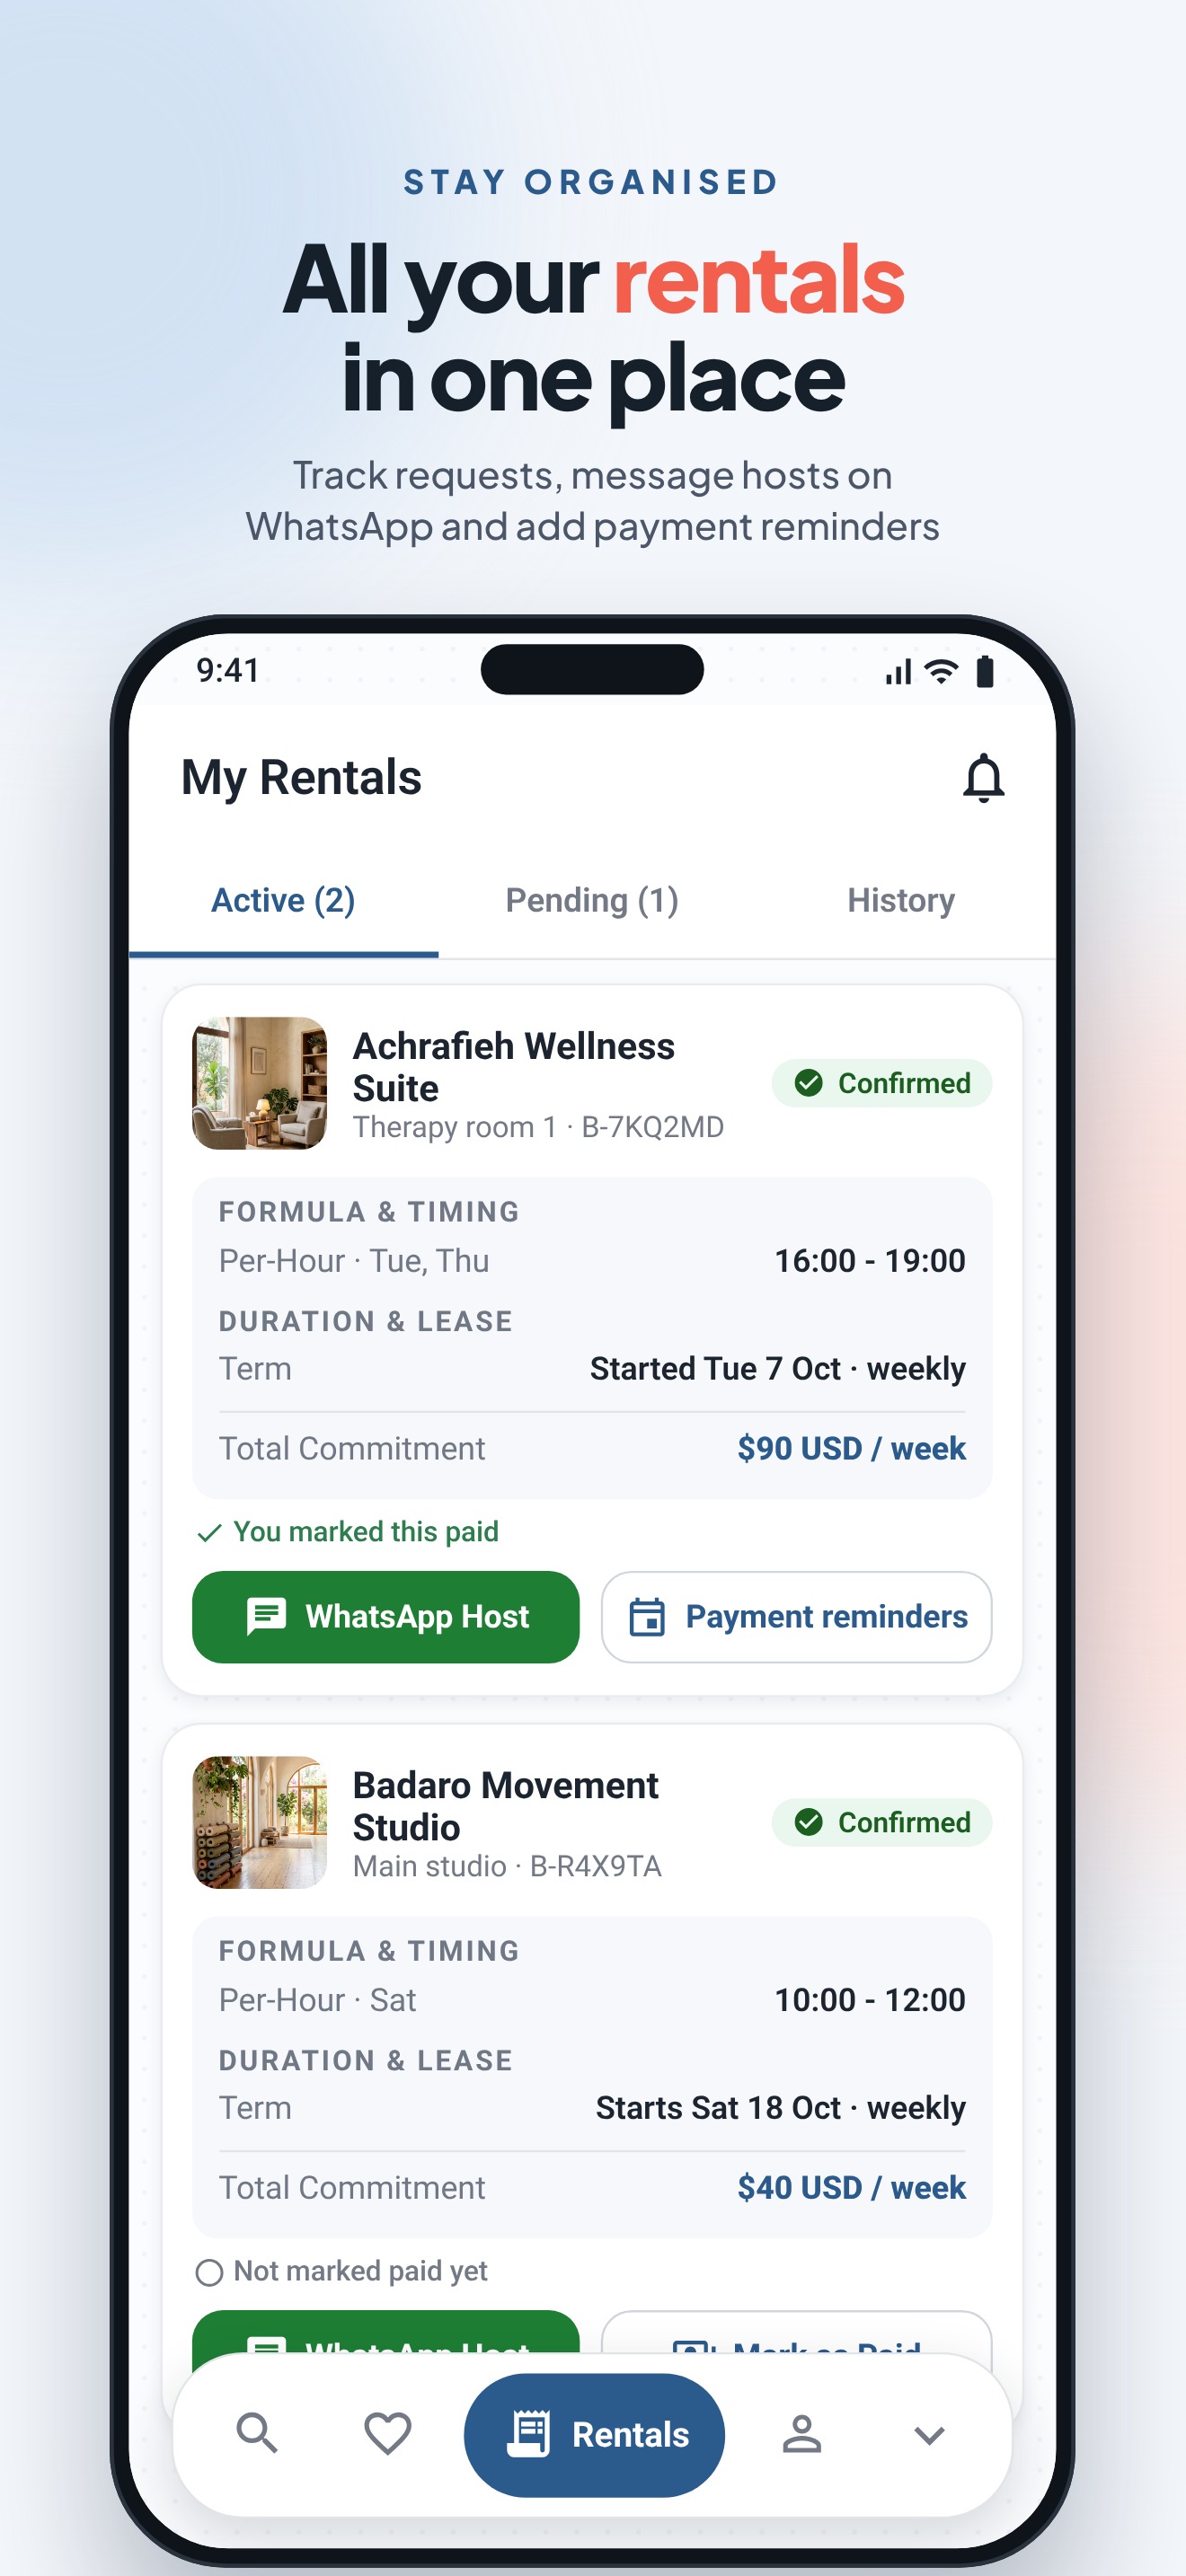 STAY ORGANISED
All your rentals
in one place
Track requests, message hosts on
WhatsApp and add payment reminders
9:41
My Rentals
Active (2)
Pending (1)
History
Achrafieh Wellness
Suite
Therapy room 1 · B-7KQ2MD
Confirmed
FORMULA & TIMING
Per-Hour · Tue, Thu 16:00 - 19:00
DURATION & LEASE
Term Started Tue 7 Oct · weekly
Total Commitment $90 USD / week
You marked this paid
WhatsApp Host
Payment reminders
Badaro Movement
Studio
Main studio · B-R4X9TA
Confirmed
FORMULA & TIMING
Per-Hour · Sat 10:00 - 12:00
DURATION & LEASE
Term Starts Sat 18 Oct · weekly
Total Commitment $40 USD / week
Not marked paid yet
WhatsApp Host
Mark as Paid
Rentals